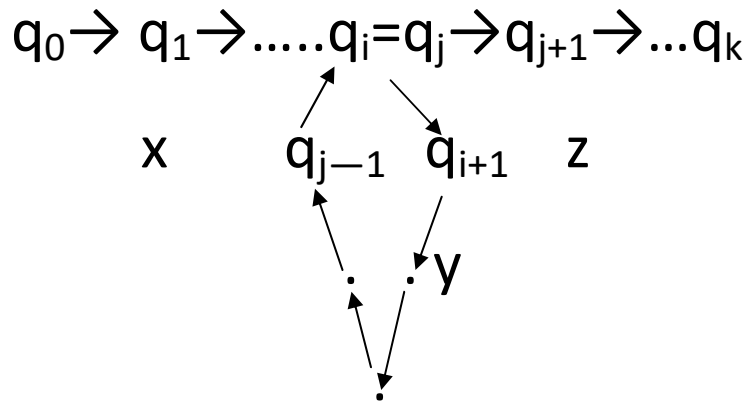 q₀→ q₁→.....qᵢ=qⱼ→qⱼ₊₁→...qₖ
x qⱼ₋₁ qᵢ₊₁ z
. . y
.